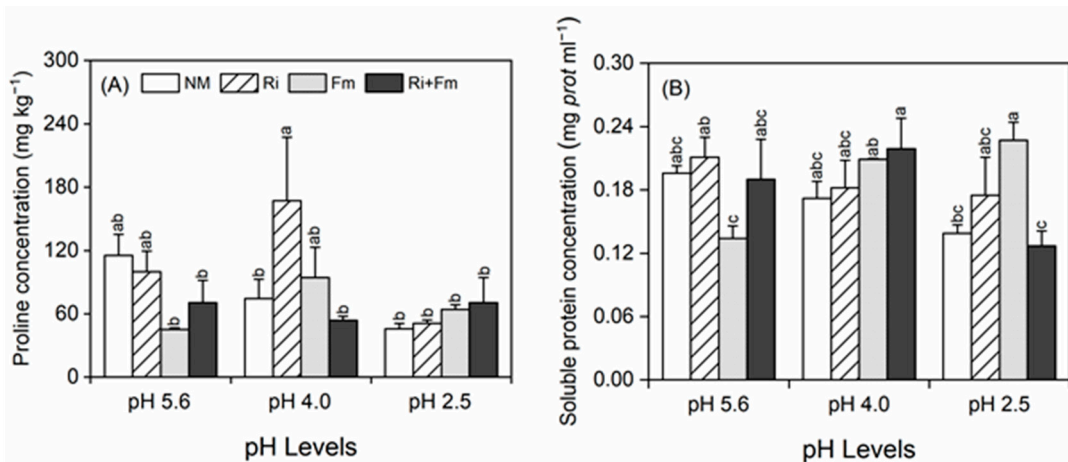 (A)
NM Ri Fm Ri+Fm
Proline concentration (mg kg⁻¹)
300
240
180
120
60
0
ab
ab
b
b
b
a
ab
b
b
b
b
b
pH 5.6 pH 4.0 pH 2.5
pH Levels
(B)
Soluble protein concentration (mg prot ml⁻¹)
0.30
0.24
0.18
0.12
0.06
0.00
abc
ab
c
abc
abc
abc
ab
a
bc
abc
a
c
pH 5.6 pH 4.0 pH 2.5
pH Levels